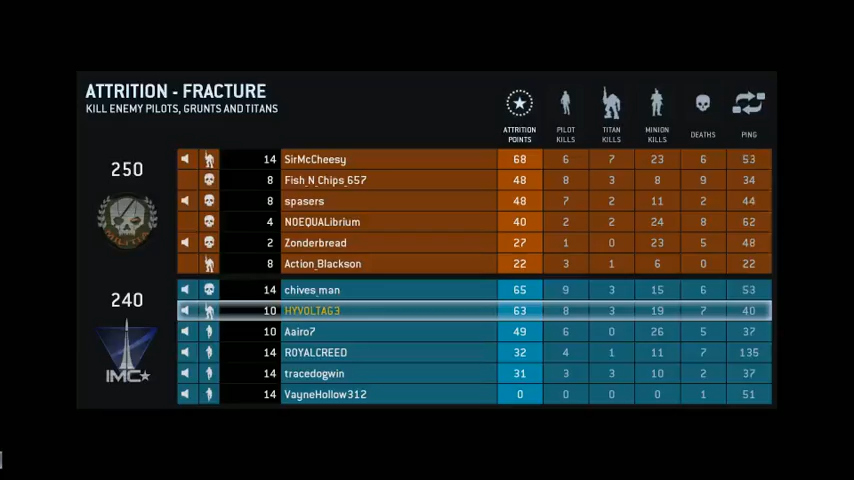 ATTRITION - FRACTURE
KILL ENEMY PILOTS, GRUNTS AND TITANS
ATTRITION POINTS PILOT KILLS TITAN KILLS MINION KILLS DEATHS PING
250
MILITIA
14 SirMcCheesy 68 6 7 23 6 53
8 Fish_N_Chips_657 48 8 3 8 9 34
8 spasers 48 7 2 11 2 44
4 NOEQUALibrium 40 2 2 24 8 62
2 Zonderbread 27 1 0 23 5 48
8 Action_Blackson 22 3 1 6 0 22
240
IMC
14 chives_man 65 9 3 15 6 53
10 HYVOLTAG3 63 8 3 19 7 40
10 Aairo7 49 6 0 26 5 37
14 ROYALCREED 32 4 1 11 7 135
14 tracedogwin 31 3 3 10 2 37
14 VayneHollow312 0 0 0 0 1 51